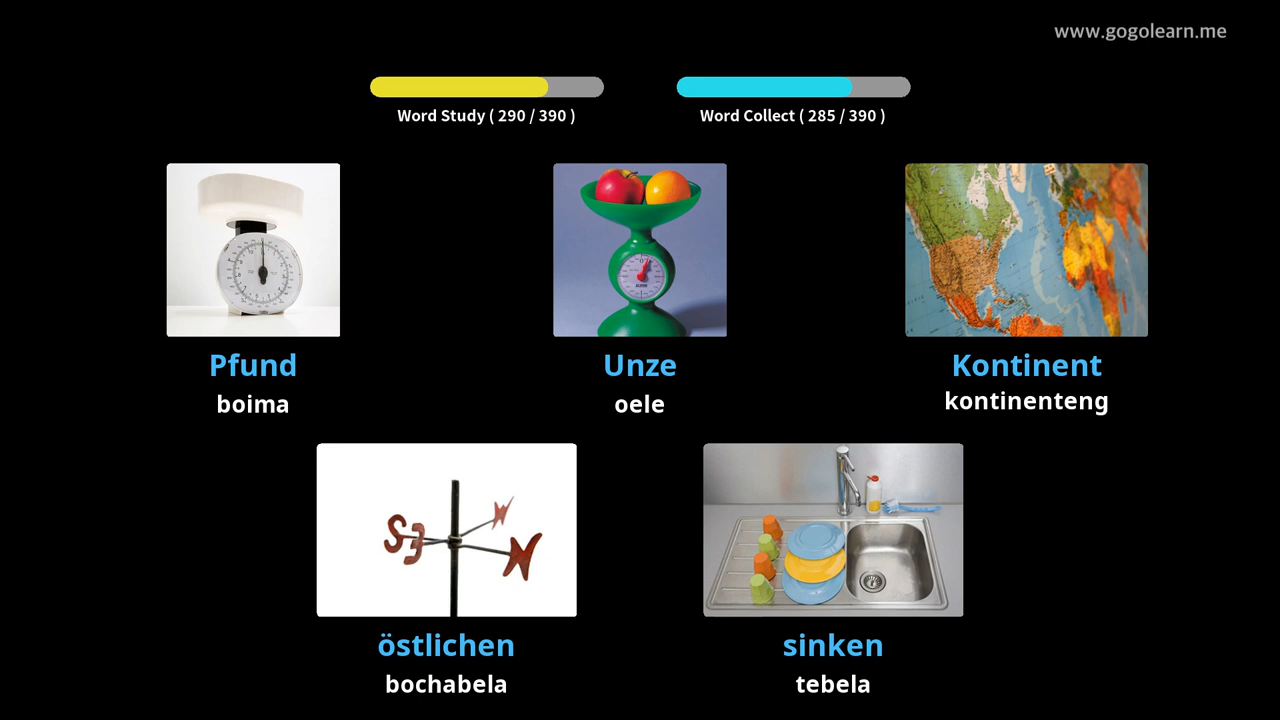 www.gogolearn.me
Word Study ( 290 / 390 )
Word Collect ( 285 / 390 )
Pfund
boima
Unze
oele
Kontinent
kontinenteng
S E N
östlichen
bochabela
sinken
tebela